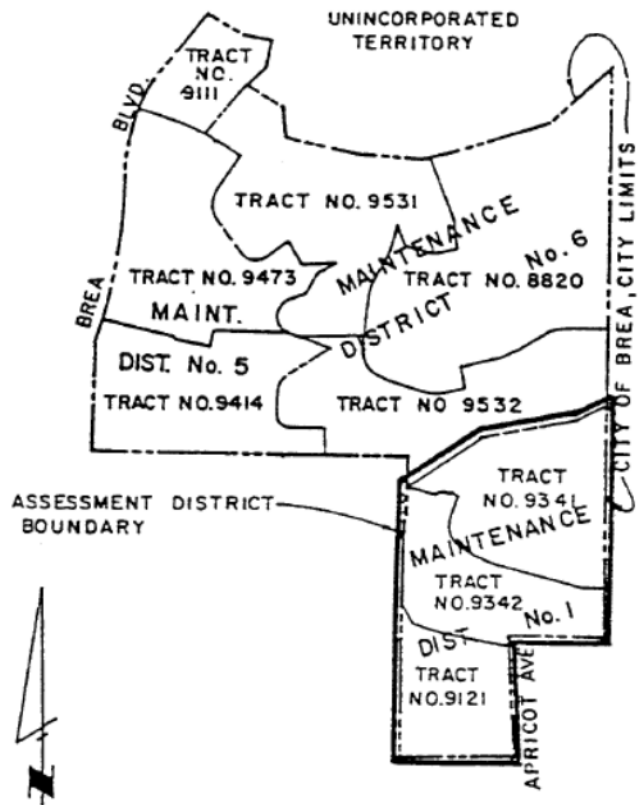 UNINCORPORATED
TERRITORY
TRACT
NO.
9111
BLVD.
BREA
TRACT NO. 9531
MAINTENANCE
DISTRICT
No. 6
TRACT NO. 9473
TRACT NO. 8820
MAINT.
DIST. No. 5
TRACT NO. 9414
TRACT NO 9532
CITY OF BREA, CITY LIMITS
ASSESSMENT DISTRICT
BOUNDARY
TRACT
NO. 9341
MAINTENANCE
DIST
No. 1
TRACT
NO. 9342
TRACT
NO. 9121
APRICOT AVE
N